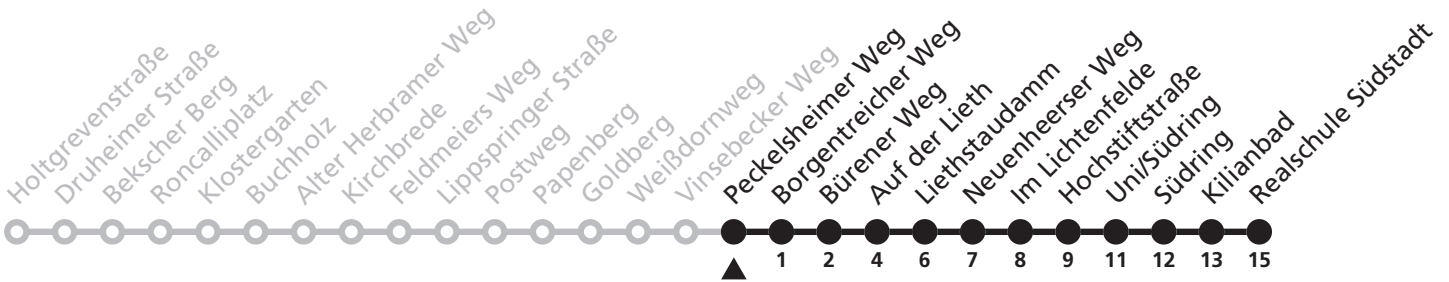 Holtgrevenstraße
Druheimer Straße
Bekscher Berg
Roncalliplatz
Klostergarten
Buchholz
Alter Herbramer Weg
Kirchbrede
Feldmeiers Weg
Lippspringer Straße
Postweg
Papenberg
Goldberg
Weißdornweg
Vinsebecker Weg
Peckelsheimer Weg
Borgentreicher Weg
Bürener Weg
Auf der Lieth
Liethstaudamm
Neuenheerser Weg
Im Lichtenfelde
Hochstiftstraße
Uni/Südring
Südring
Kilianbad
Realschule Südstadt
1 2 4 6 7 8 9 11 12 13 15